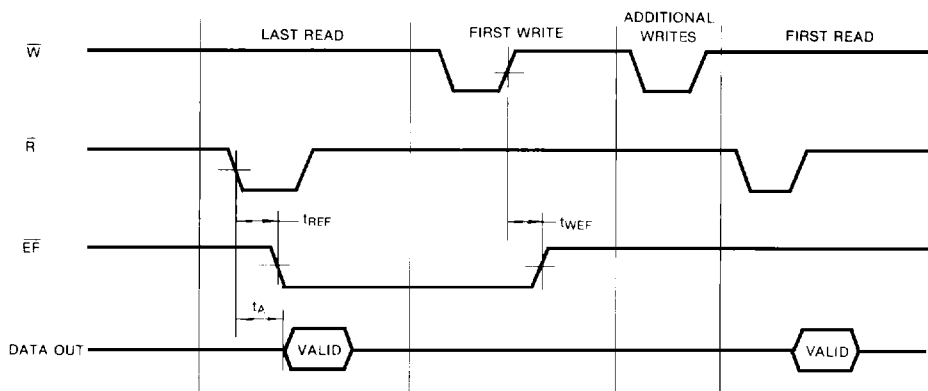 ADDITIONAL
WRITES
LAST READ
FIRST WRITE
FIRST READ
W
R
tREF
tWEF
EF
tA
DATA OUT
VALID
VALID